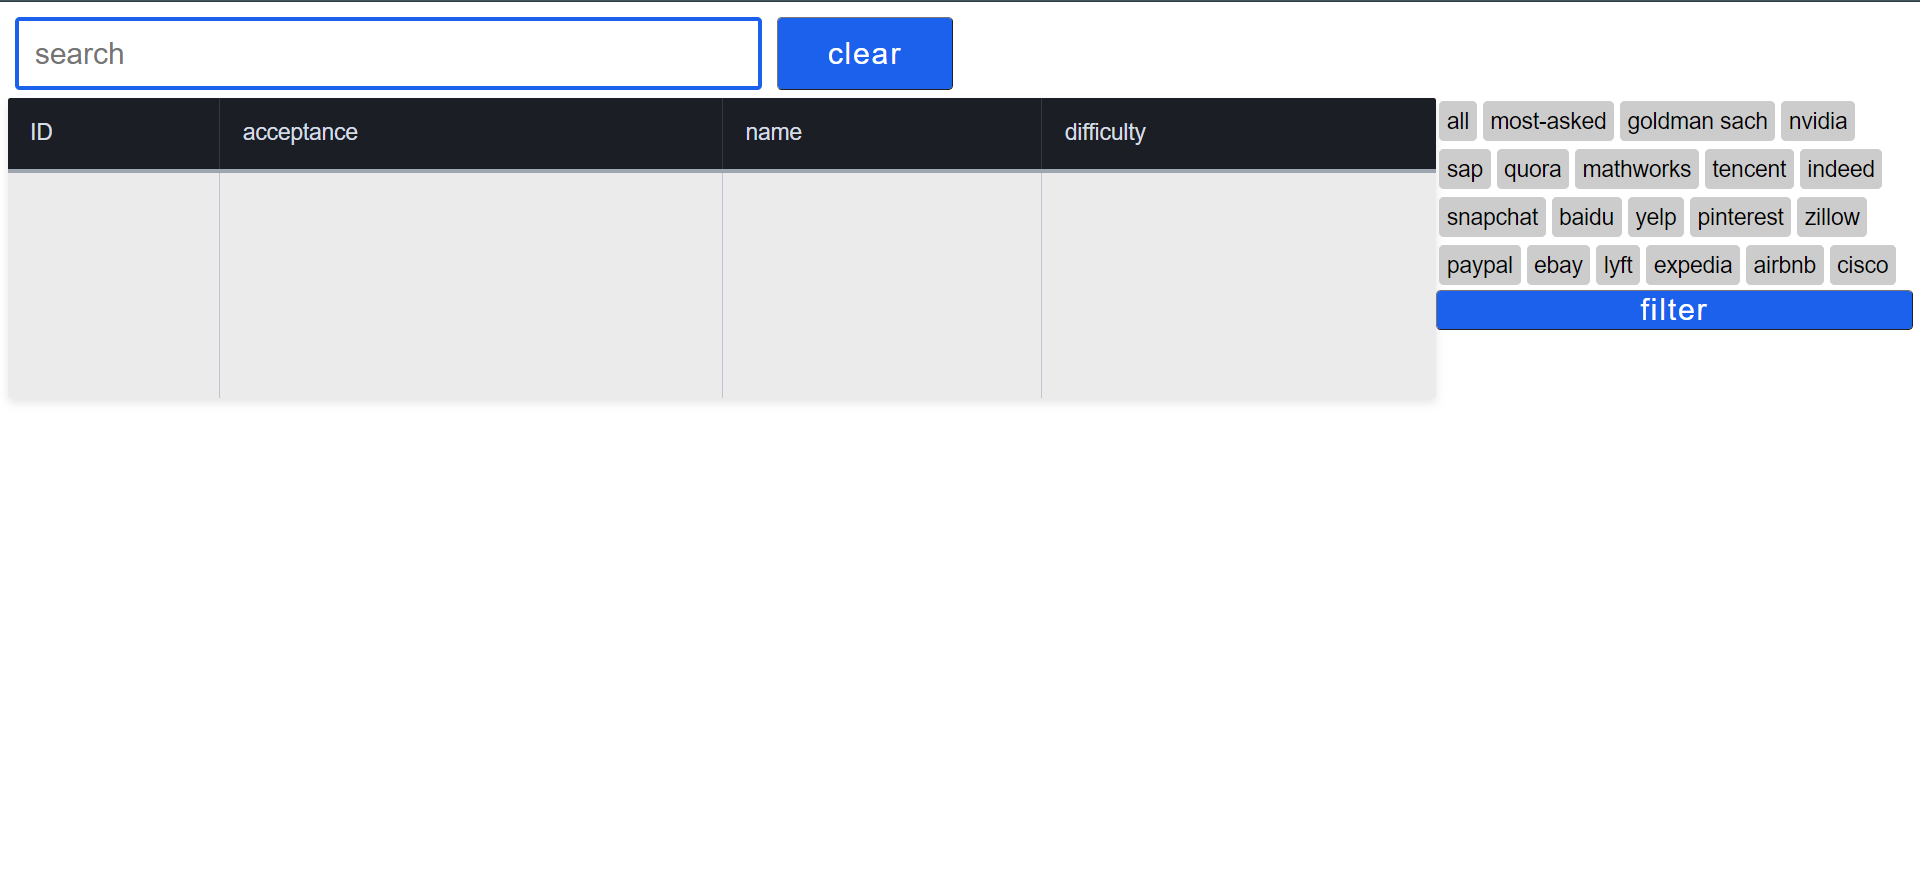 search clear
ID acceptance name difficulty
all most-asked goldman sach nvidia
sap quora mathworks tencent indeed
snapchat baidu yelp pinterest zillow
paypal ebay lyft expedia airbnb cisco
filter